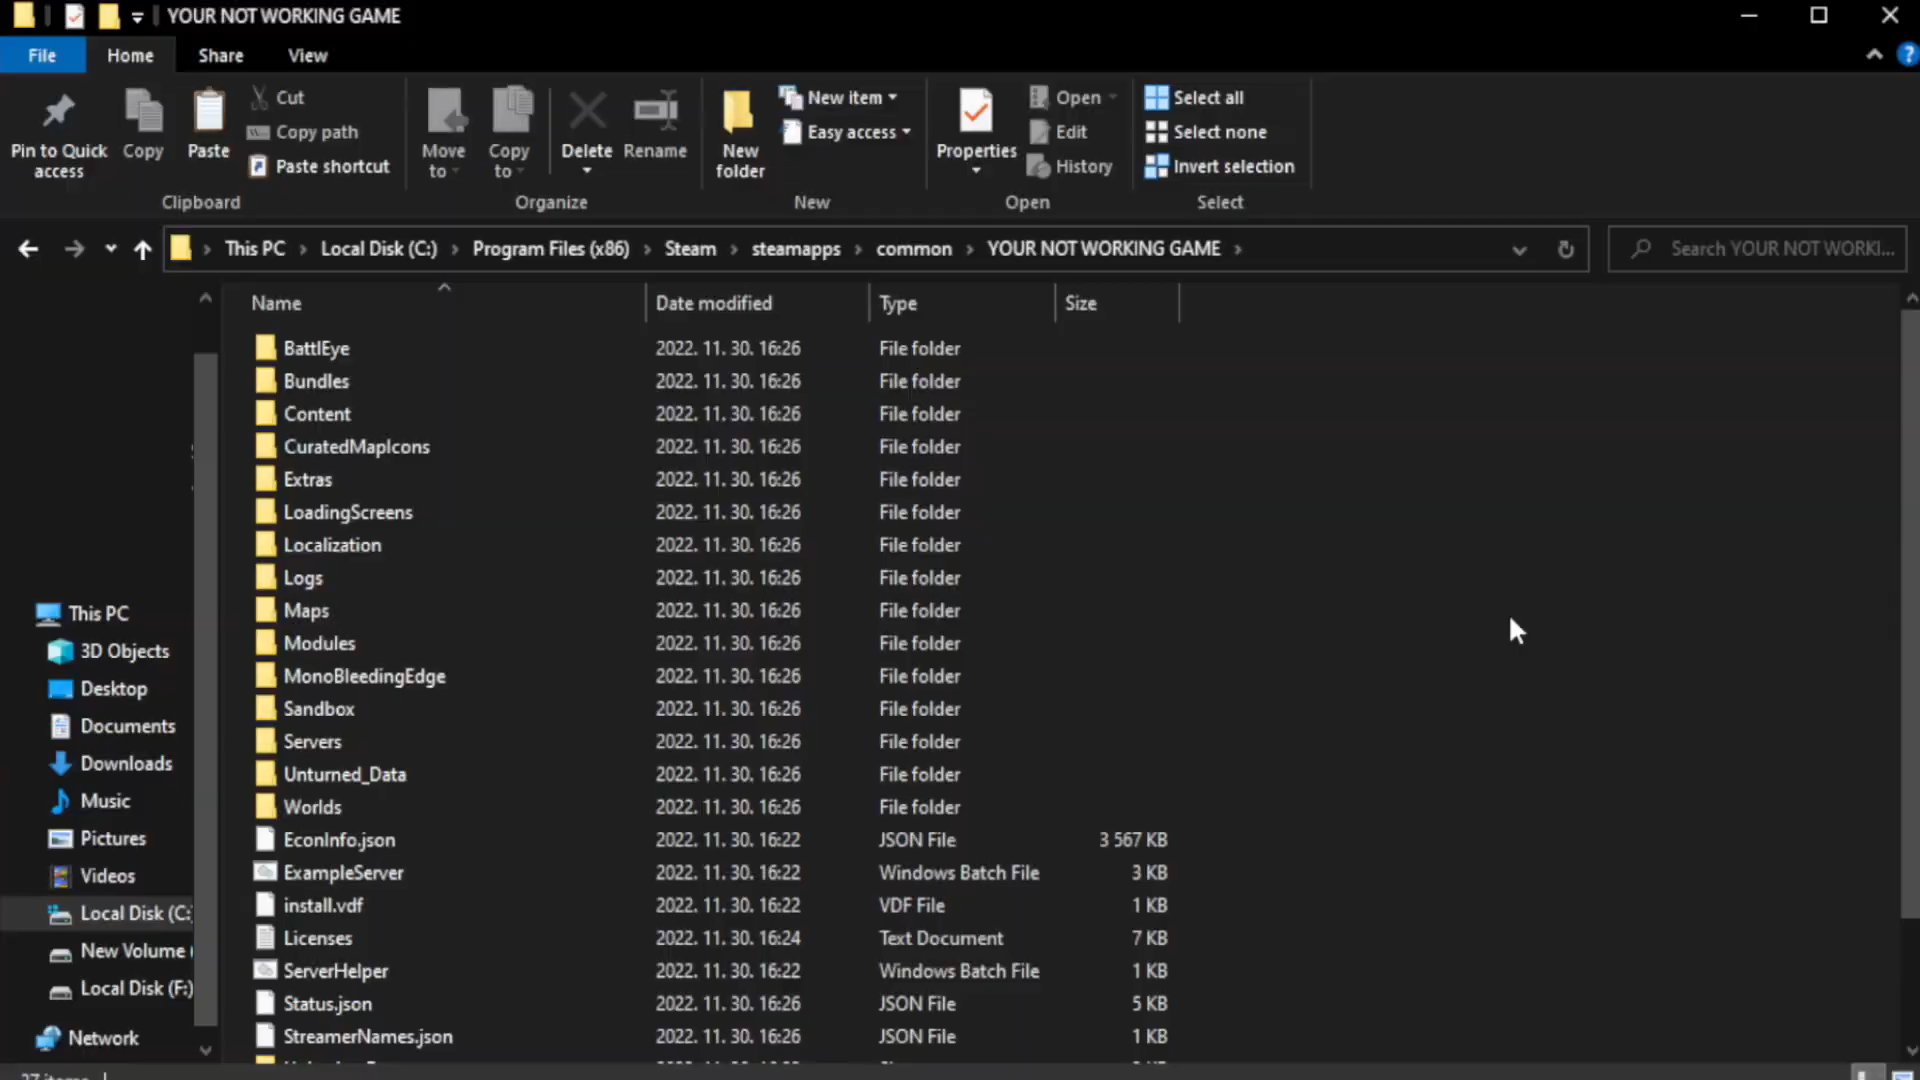 YOUR NOT WORKING GAME
File Home Share View
Pin to Quick access
Copy
Paste
Cut
Copy path
Paste shortcut
Clipboard
Move to
Copy to
Delete
Rename
Organize
New folder
New item
Easy access
New
Properties
Open
Edit
History
Open
Select all
Select none
Invert selection
Select
This PC Local Disk (C:) Program Files (x86) Steam steamapps common YOUR NOT WORKING GAME
Search YOUR NOT WORKI...
Name Date modified Type Size
BattlEye 2022. 11. 30. 16:26 File folder
Bundles 2022. 11. 30. 16:26 File folder
Content 2022. 11. 30. 16:26 File folder
CuratedMapIcons 2022. 11. 30. 16:26 File folder
Extras 2022. 11. 30. 16:26 File folder
LoadingScreens 2022. 11. 30. 16:26 File folder
Localization 2022. 11. 30. 16:26 File folder
Logs 2022. 11. 30. 16:26 File folder
Maps 2022. 11. 30. 16:26 File folder
Modules 2022. 11. 30. 16:26 File folder
MonoBleedingEdge 2022. 11. 30. 16:26 File folder
Sandbox 2022. 11. 30. 16:26 File folder
Servers 2022. 11. 30. 16:26 File folder
Unturned_Data 2022. 11. 30. 16:26 File folder
Worlds 2022. 11. 30. 16:26 File folder
EconInfo.json 2022. 11. 30. 16:22 JSON File 3 567 KB
ExampleServer 2022. 11. 30. 16:22 Windows Batch File 3 KB
install.vdf 2022. 11. 30. 16:22 VDF File 1 KB
Licenses 2022. 11. 30. 16:24 Text Document 7 KB
ServerHelper 2022. 11. 30. 16:22 Windows Batch File 1 KB
Status.json 2022. 11. 30. 16:26 JSON File 5 KB
StreamerNames.json 2022. 11. 30. 16:26 JSON File 1 KB
This PC
3D Objects
Desktop
Documents
Downloads
Music
Pictures
Videos
Local Disk (C:
New Volume (
Local Disk (F:)
Network